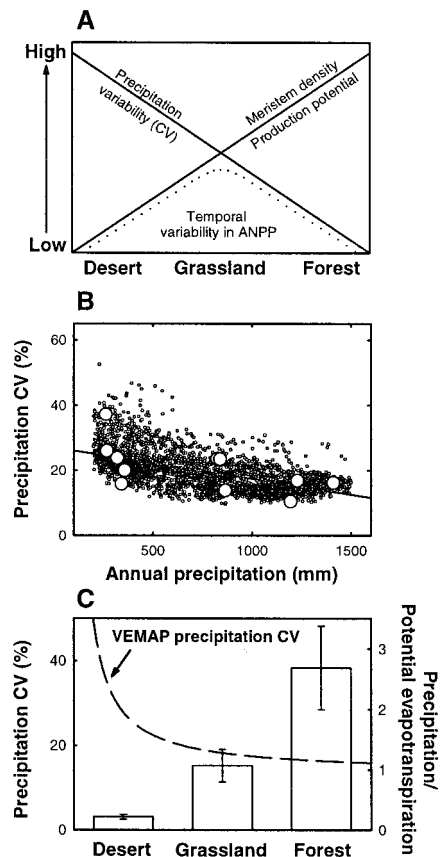 A
High
Low
Precipitation
variability (CV)
Meristem density
Production potential
Temporal
variability in ANPP
Desert Grassland Forest
B
Precipitation CV (%)
60
40
20
0
500 1000 1500
Annual precipitation (mm)
C
Precipitation CV (%)
40
20
0
VEMAP precipitation CV
3
2
1
0
Precipitation/
Potential evapotranspiration
Desert Grassland Forest